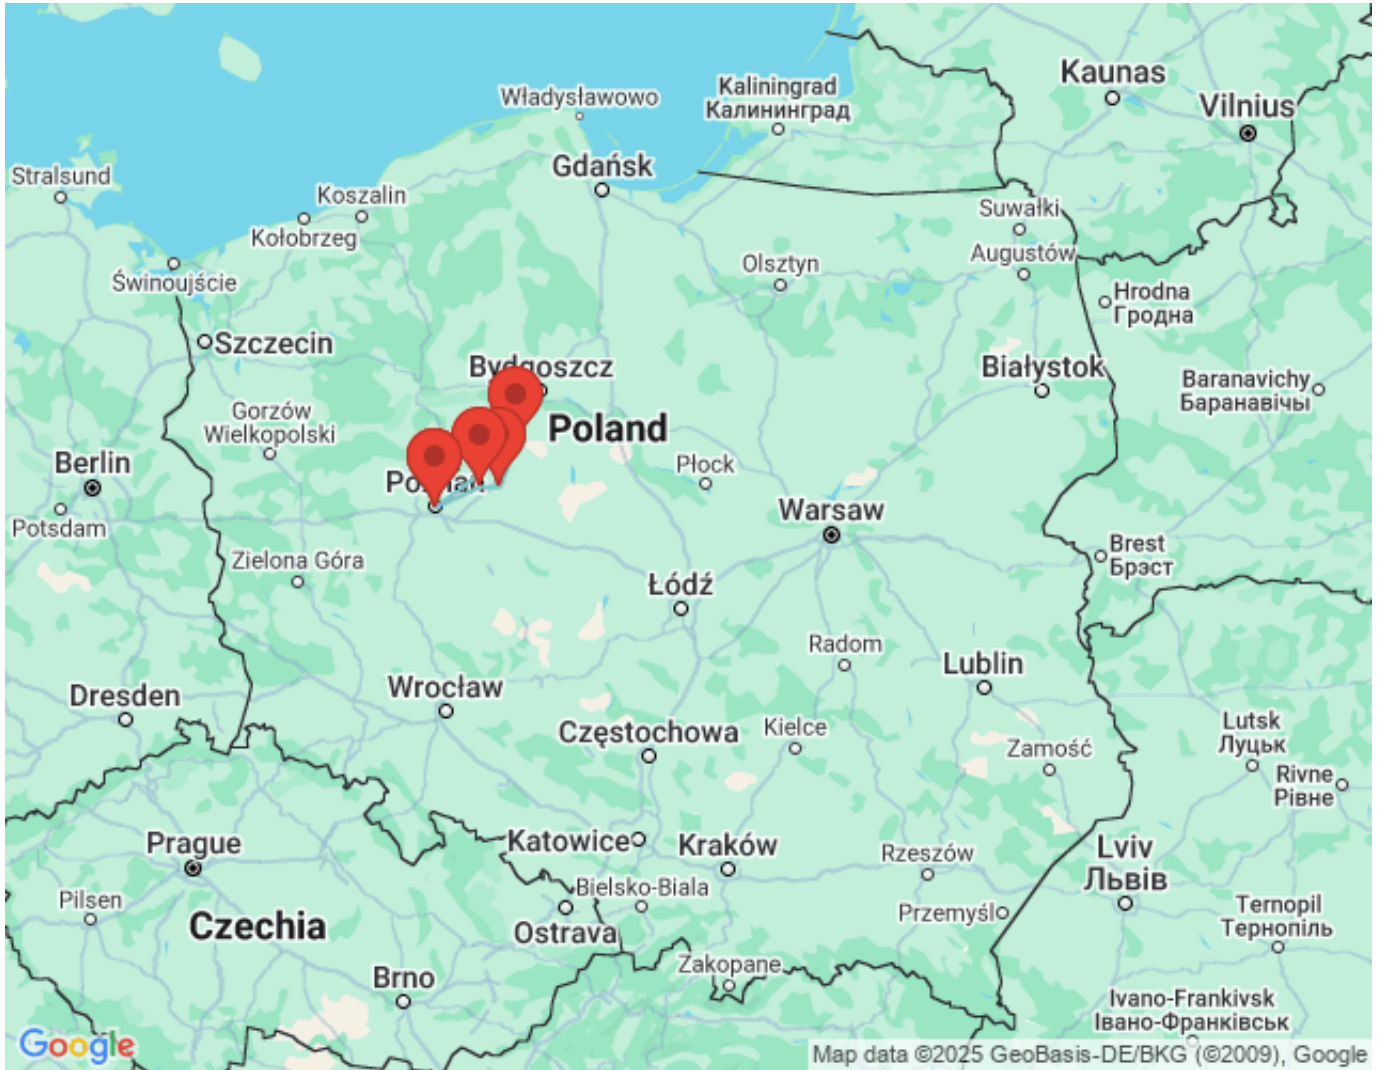 Kaunas
Vilnius
Kaliningrad
Калининград
Władysławowo
Gdańsk
Stralsund
Koszalin
Kołobrzeg
Suwałki
Augustów
Olsztyn
Świnoujście
Hrodna
Гродна
Szczecin
Bydgoszcz
Białystok
Baranavichy
Баранавічы
Gorzów
Wielkopolski
Poland
Berlin
Płock
Potsdam
Warsaw
Brest
Брэст
Zielona Góra
Łódź
Radom
Lublin
Wrocław
Dresden
Częstochowa
Kielce
Lutsk
Луцьк
Zamość
Rivne
Рівне
Prague
Katowice
Kraków
Rzeszów
Lviv
Львів
Pilsen
Bielsko-Biala
Przemyśl
Ternopil
Тернопіль
Czechia
Ostrava
Zakopane
Brno
Ivano-Frankivsk
Івано-Франківськ
Google
Map data ©2025 GeoBasis-DE/BKG (©2009), Google